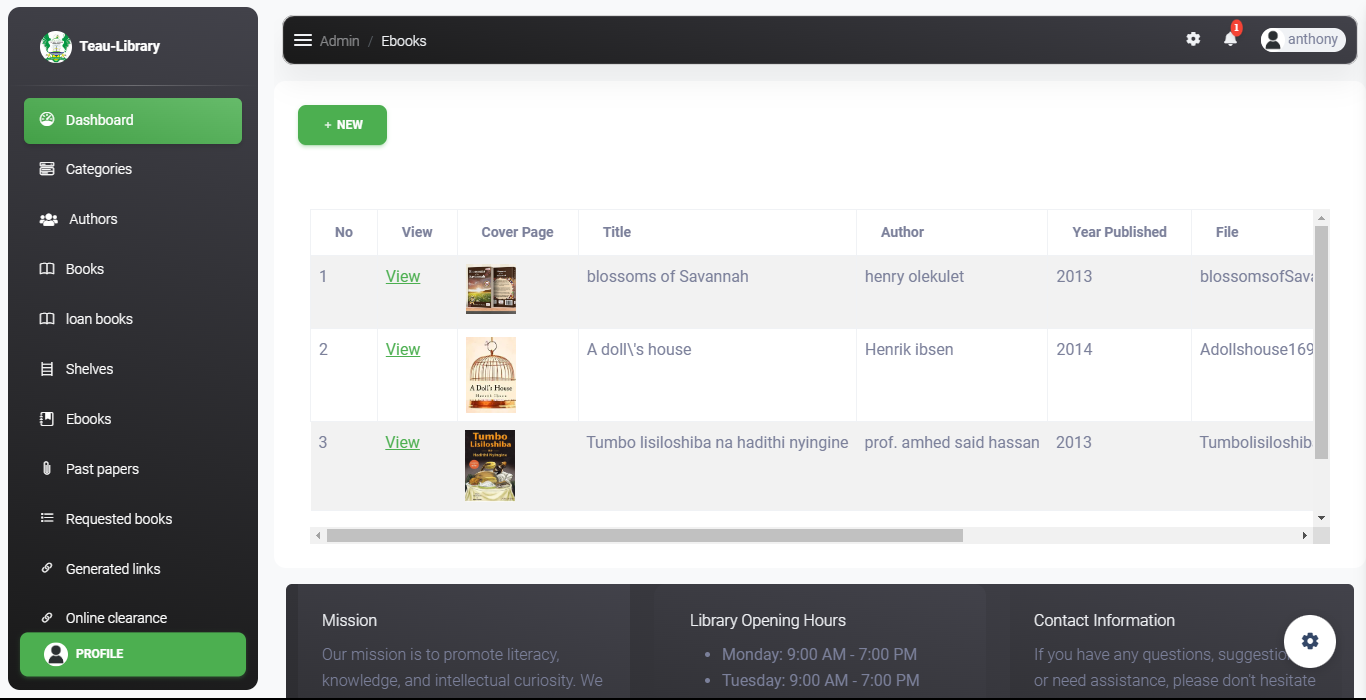 Teau-Library
Dashboard
Categories
Authors
Books
loan books
Shelves
Ebooks
Past papers
Requested books
Generated links
Online clearance
PROFILE
Admin / Ebooks
1
anthony
+ NEW
No View Cover Page Title Author Year Published File
1 View blossoms of Savannah henry olekulet 2013 blossomsofSava
2 View A doll\'s house Henrik ibsen 2014 Adollshouse169
A Doll's House
3 View Tumbo lisiloshiba na hadithi nyingine prof. amhed said hassan 2013 Tumbolisiloshib
Tumbo
Lisiloshiba
Mission
Our mission is to promote literacy,
knowledge, and intellectual curiosity. We
Library Opening Hours
• Monday: 9:00 AM - 7:00 PM
• Tuesday: 9:00 AM - 7:00 PM
Contact Information
If you have any questions, suggestio
or need assistance, please don't hesitate